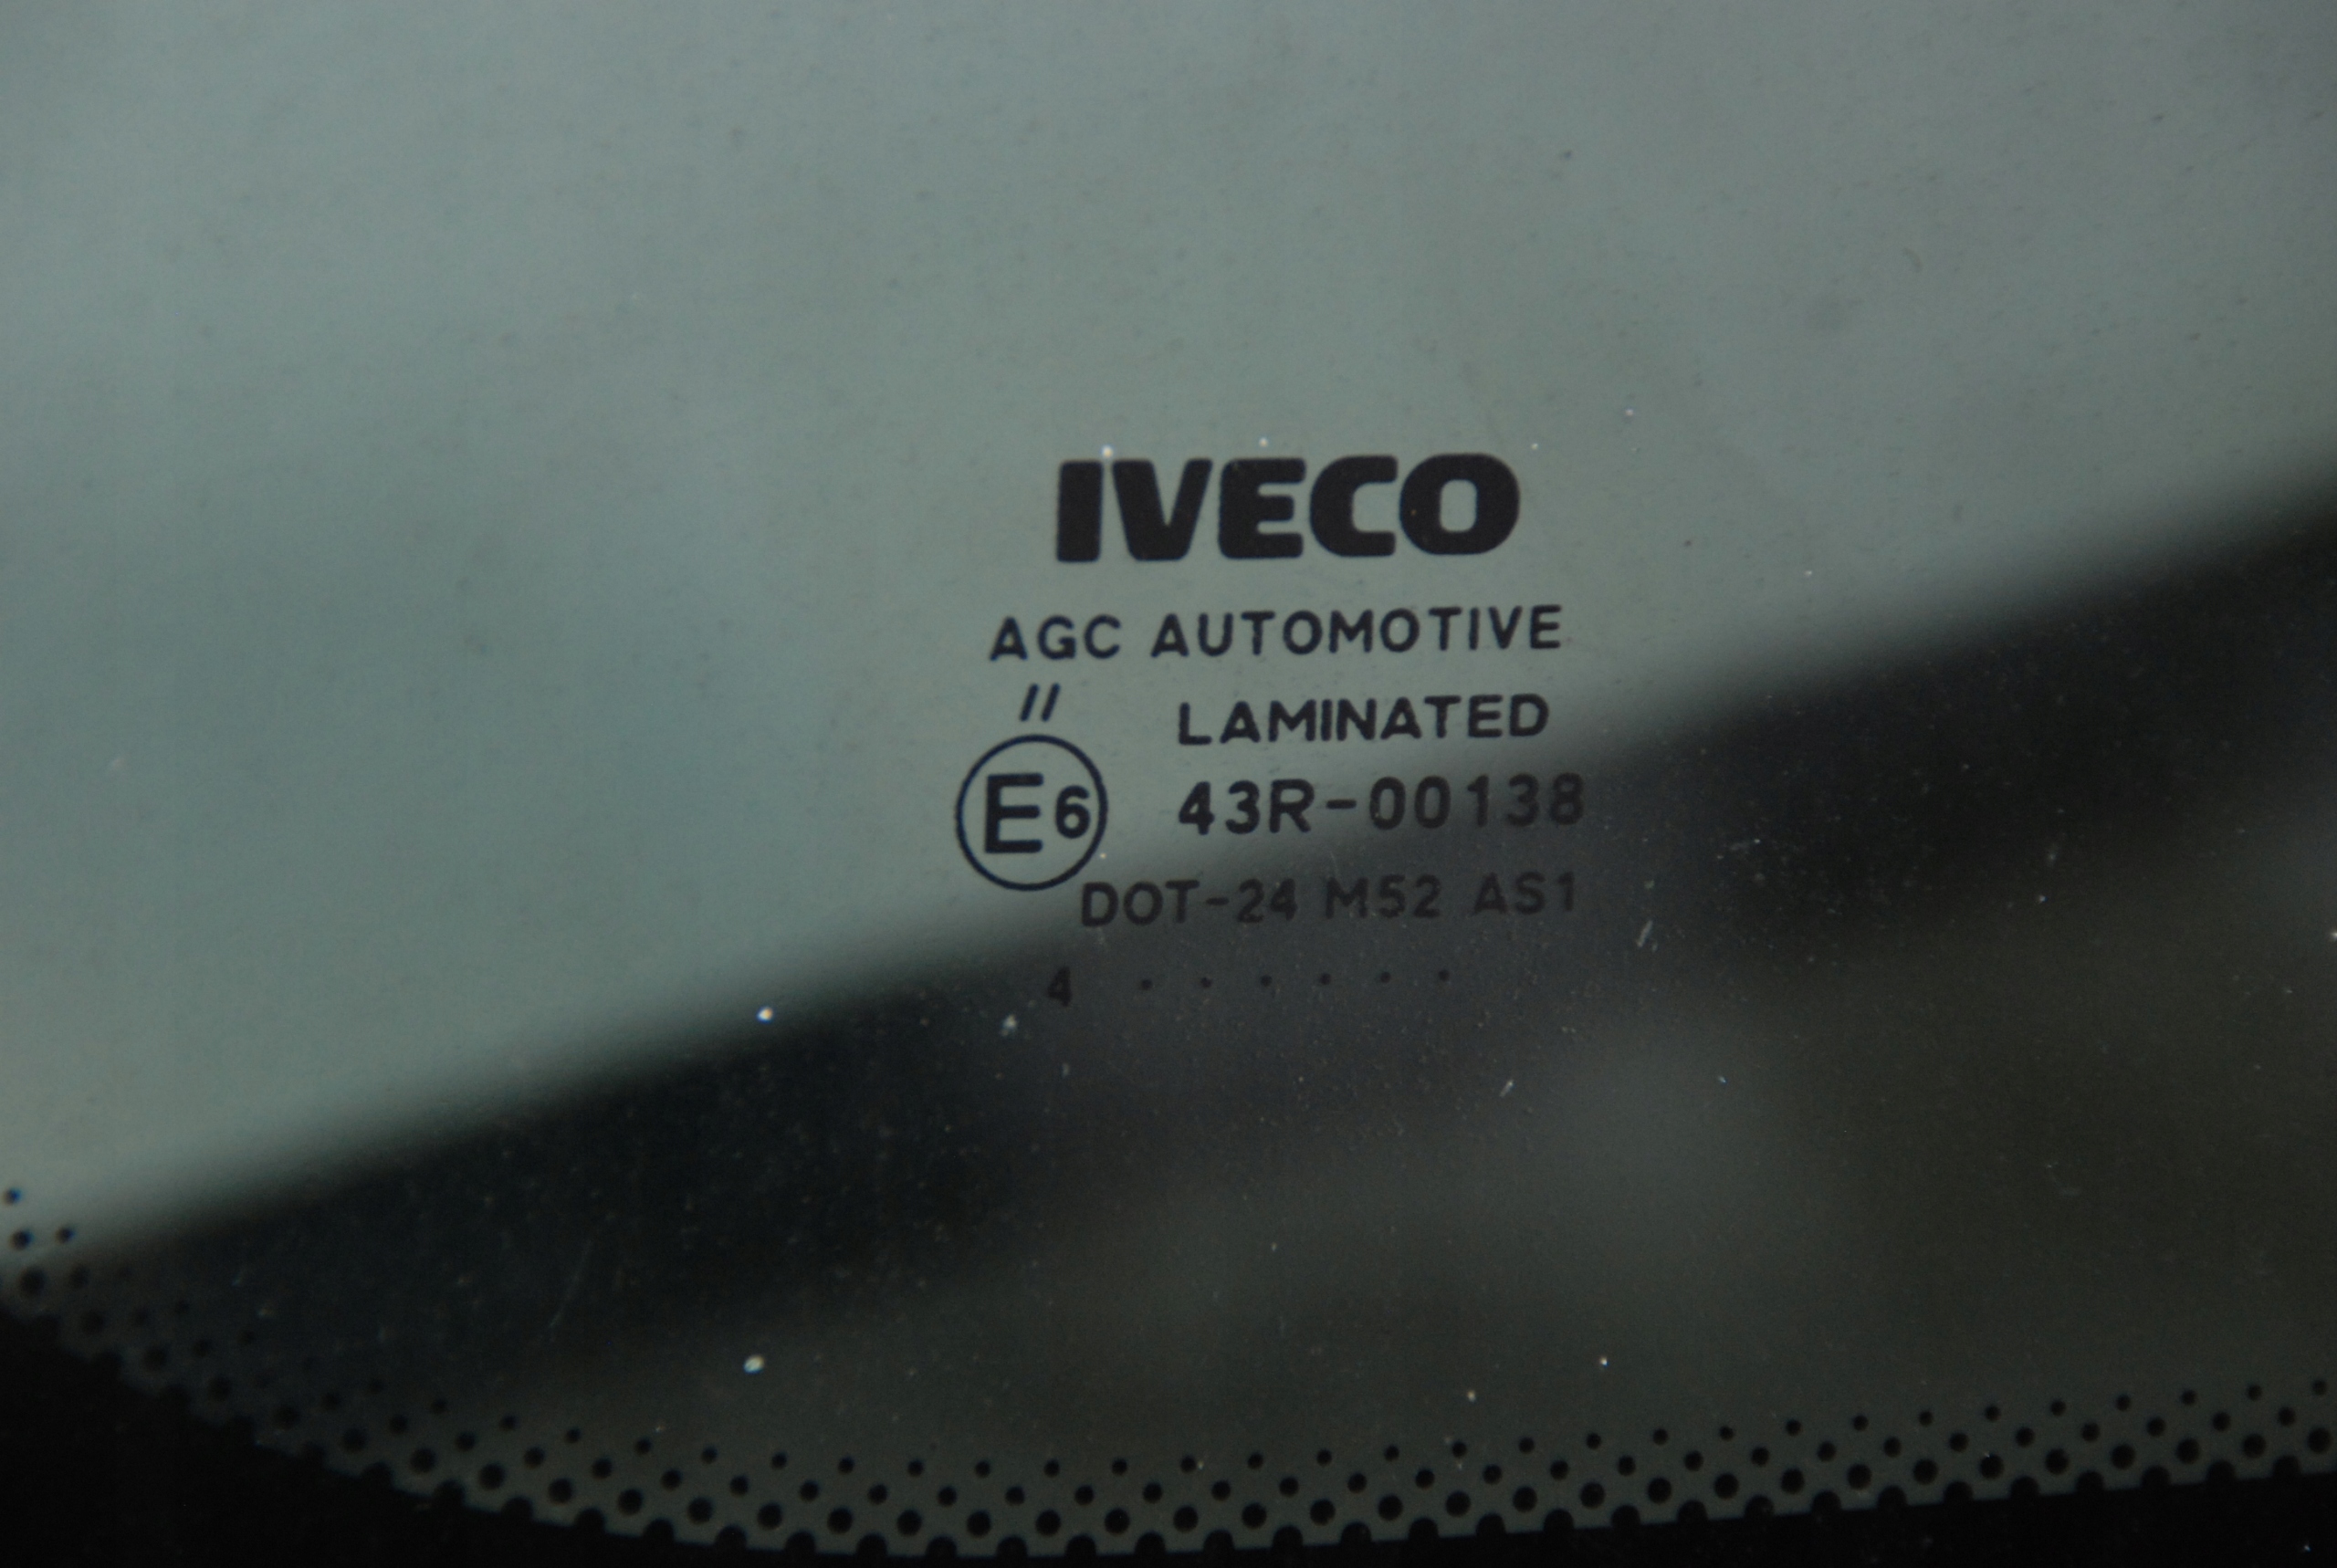 IVECO
AGC AUTOMOTIVE
// LAMINATED
E6 43R-00138
DOT-24 M52 AS1
4 . . . . . .